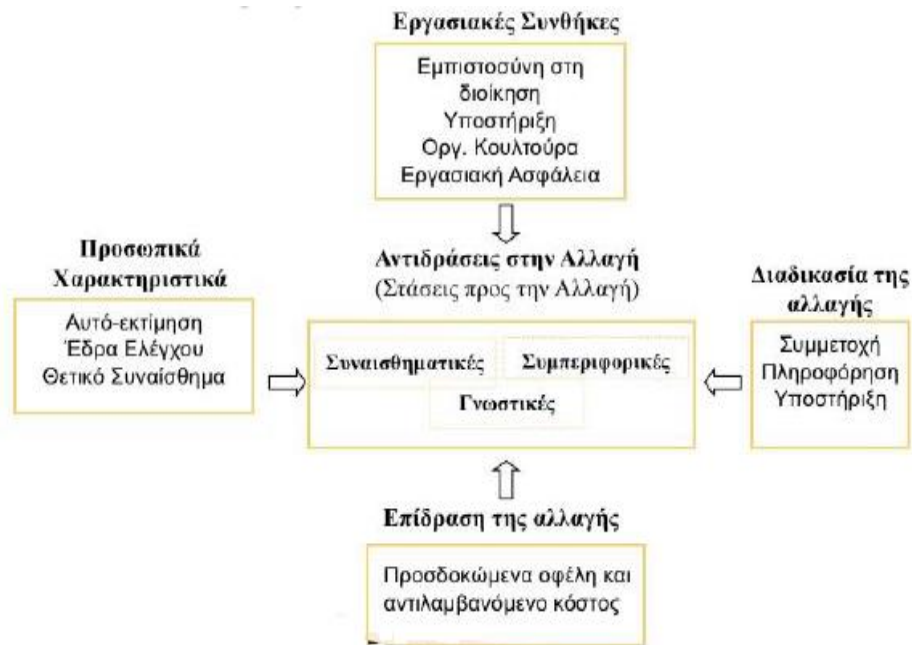 Εργασιακές Συνθήκες
Εμπιστοσύνη στη
διοίκηση
Υποστήριξη
Οργ. Κουλτούρα
Εργασιακή Ασφάλεια
Προσωπικά
Χαρακτηριστικά
Αυτό-εκτίμηση
Έδρα Ελέγχου
Θετικό Συναίσθημα
Αντιδράσεις στην Αλλαγή
(Στάσεις προς την Αλλαγή)
Συναισθηματικές
Συμπεριφορικές
Γνωστικές
Διαδικασία της
αλλαγής
Συμμετοχή
Πληροφόρηση
Υποστήριξη
Επίδραση της αλλαγής
Προσδοκώμενα οφέλη και
αντιλαμβανόμενο κόστος